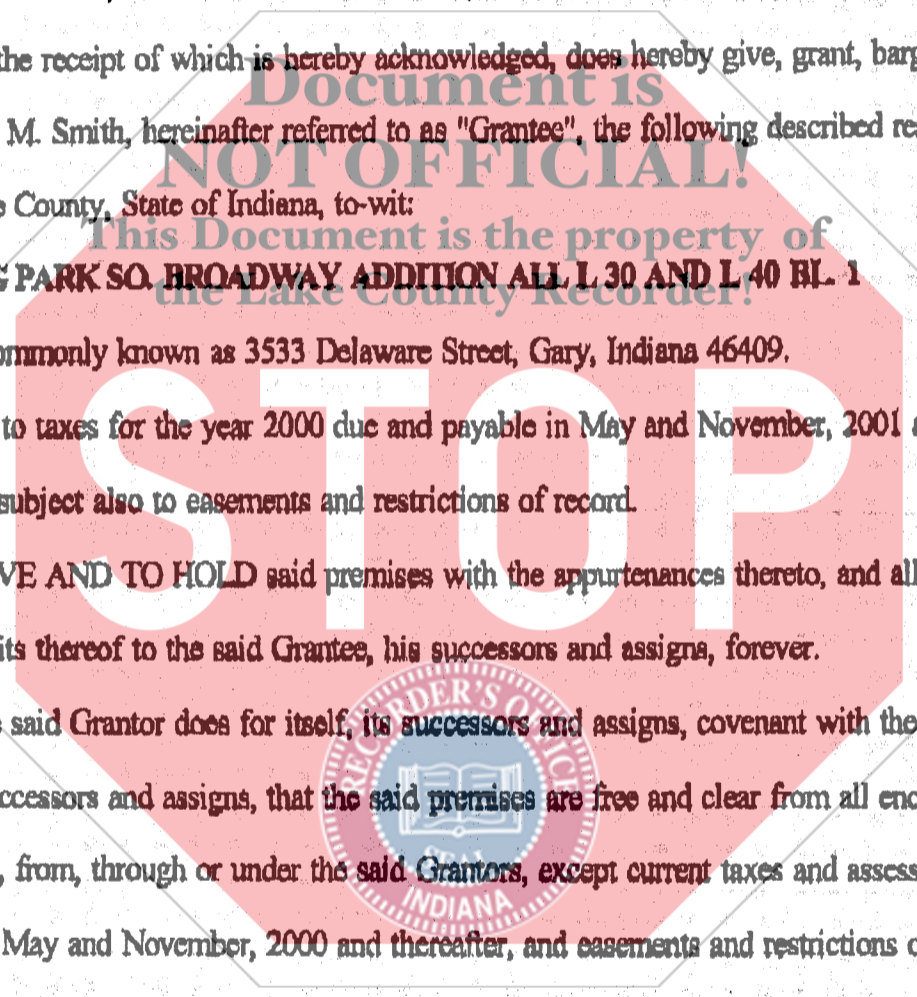 the receipt of which is hereby acknowledged, does hereby give, grant, barg
Document is
M. Smith, hereinafter referred to as "Grantee", the following described re
NOT OFFICIAL!
County, State of Indiana, to-wit:
This Document is the property of
PARK SO. BROADWAY ADDITION ALL L 30 AND L 40 BL. 1
the Lake County Recorder!
ommonly known as 3533 Delaware Street, Gary, Indiana 46409.
STOP
to taxes for the year 2000 due and payable in May and November, 2001
subject also to easements and restrictions of record.
VE AND TO HOLD said premises with the appurtenances thereto, and all
its thereof to the said Grantee, his successors and assigns, forever.
said Grantor does for itself, its successors and assigns, covenant with the
RECORDER'S OFFICE
ccessors and assigns, that the said premises are free and clear from all enc
SEAL
, from, through or under the said Grantors, except current taxes and assess
INDIANA
May and November, 2000 and thereafter, and easements and restrictions o